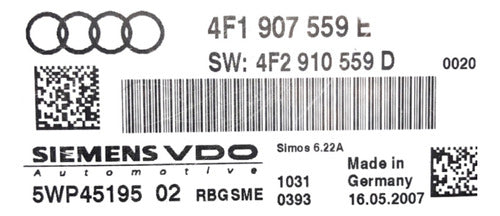 4F1 907 559 E
SW: 4F2 910 559 D 0020
SIEMENS VDO
Automotive
5WP45195 02 RBGSME
Simos 6.22A
1031
0393
Made in
Germany
16.05.2007